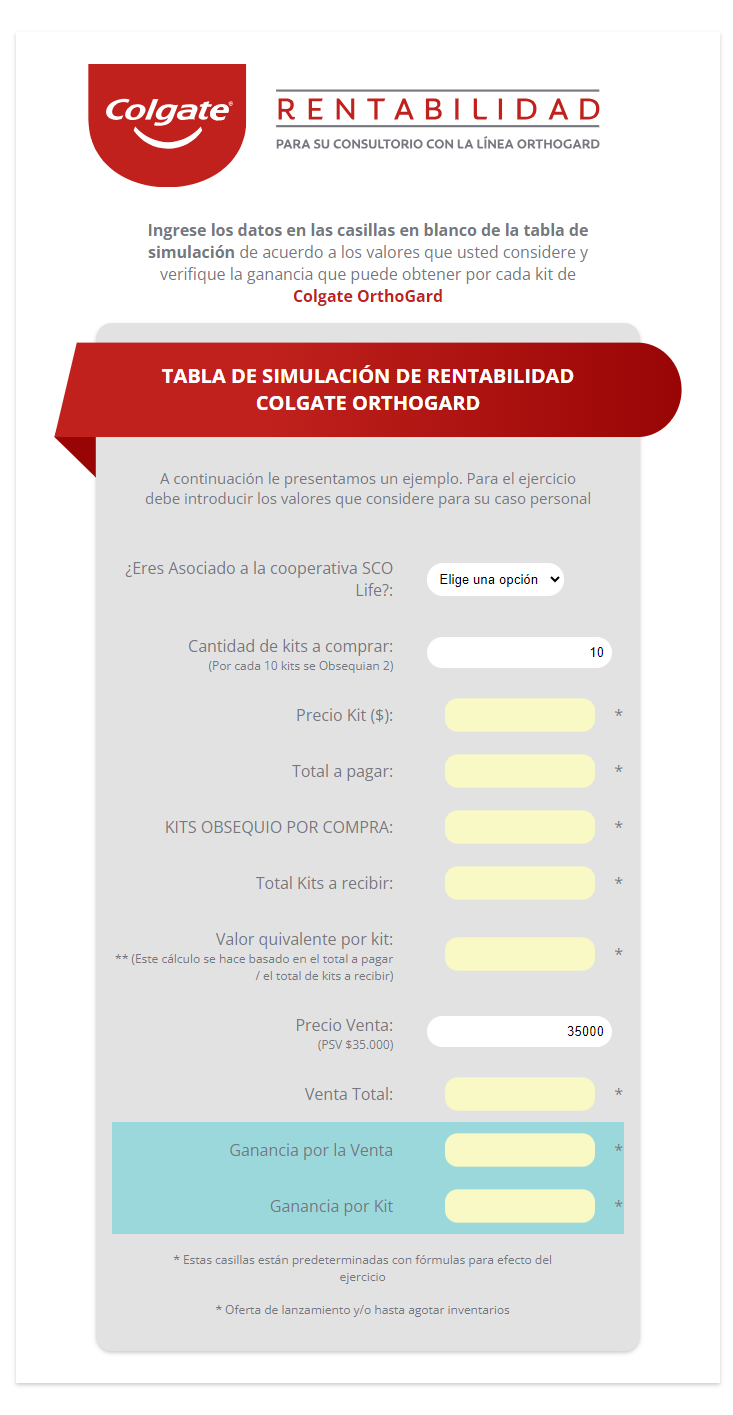 Colgate®
RENTABILIDAD
PARA SU CONSULTORIO CON LA LÍNEA ORTHOGARD
Ingrese los datos en las casillas en blanco de la tabla de
simulación de acuerdo a los valores que usted considere y
verifique la ganancia que puede obtener por cada kit de
Colgate OrthoGard
TABLA DE SIMULACIÓN DE RENTABILIDAD
COLGATE ORTHOGARD
A continuación le presentamos un ejemplo. Para el ejercicio
debe introducir los valores que considere para su caso personal
¿Eres Asociado a la cooperativa SCO
Life?:
Elige una opción
Cantidad de kits a comprar:
(Por cada 10 kits se Obsequian 2)
10
Precio Kit ($):
*
Total a pagar:
*
KITS OBSEQUIO POR COMPRA:
*
Total Kits a recibir:
*
Valor quivalente por kit:
** (Este cálculo se hace basado en el total a pagar
/ el total de kits a recibir)
*
Precio Venta:
(PSV $35.000)
35000
Venta Total:
*
Ganancia por la Venta
*
Ganancia por Kit
*
* Estas casillas están predeterminadas con fórmulas para efecto del
ejercicio
* Oferta de lanzamiento y/o hasta agotar inventarios